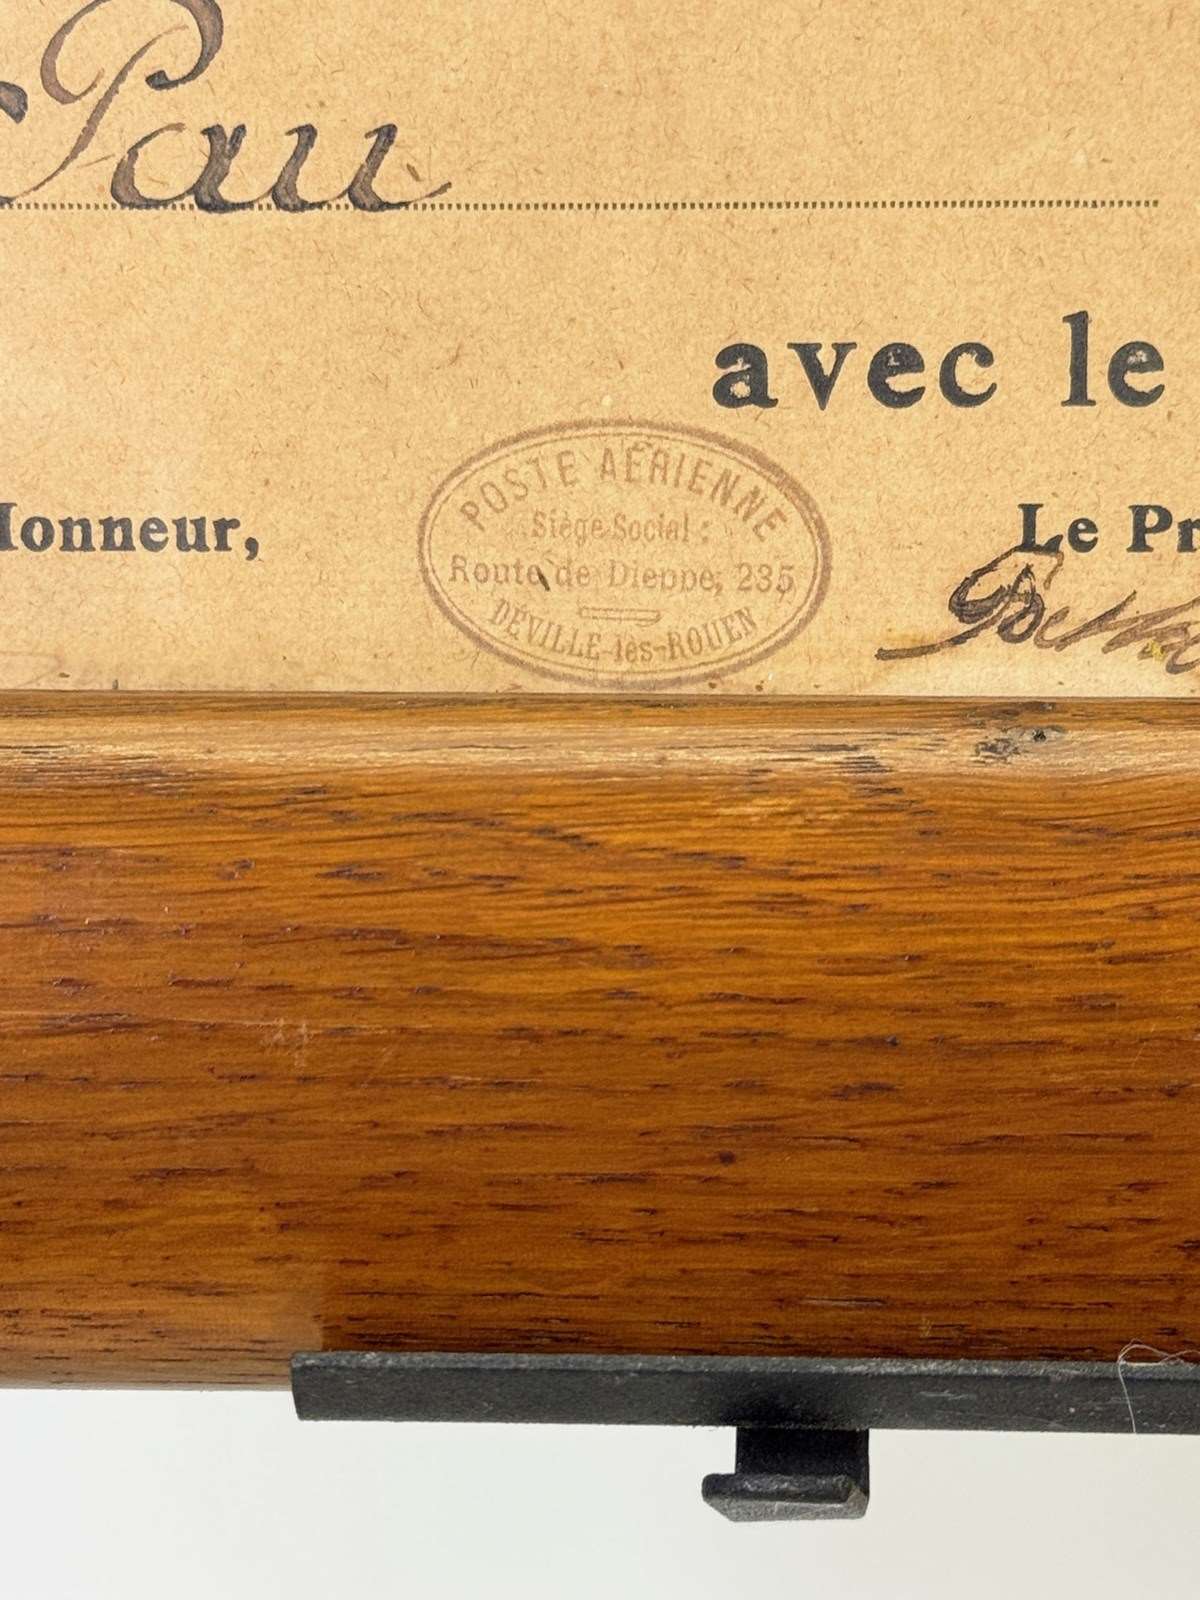 Pau
avec le
Honneur,
POSTE AÉRIENNE
Siège Social :
Route de Dieppe, 235
DÉVILLE-lès-ROUEN
Le Pr